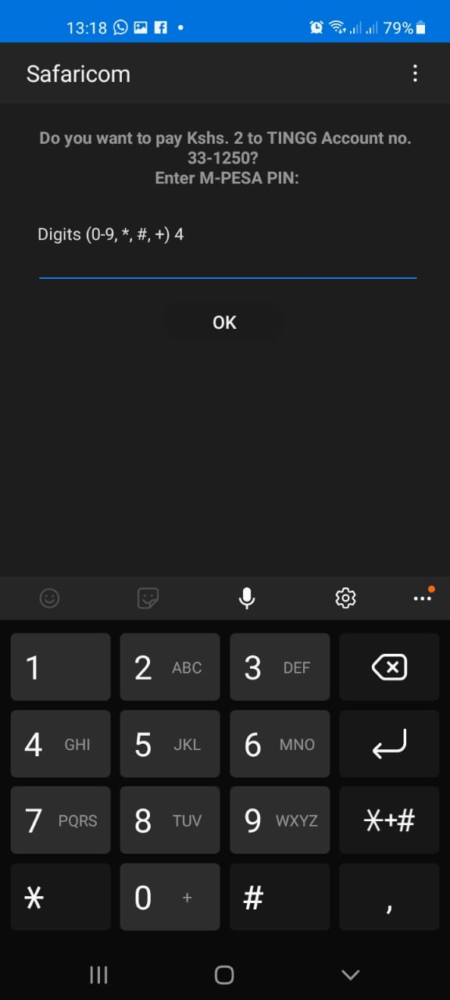 13:18 79%
Safaricom
Do you want to pay Kshs. 2 to TINGG Account no.
33-1250?
Enter M-PESA PIN:
Digits (0-9, *, #, +) 4
OK
1 2 ABC 3 DEF
4 GHI 5 JKL 6 MNO
7 PQRS 8 TUV 9 WXYZ *+#
* 0 + # ,